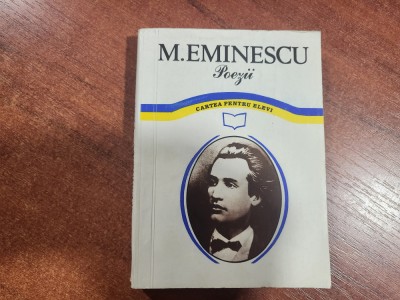 M.EMINESCU
Poezii
CARTEA PENTRU ELEVI